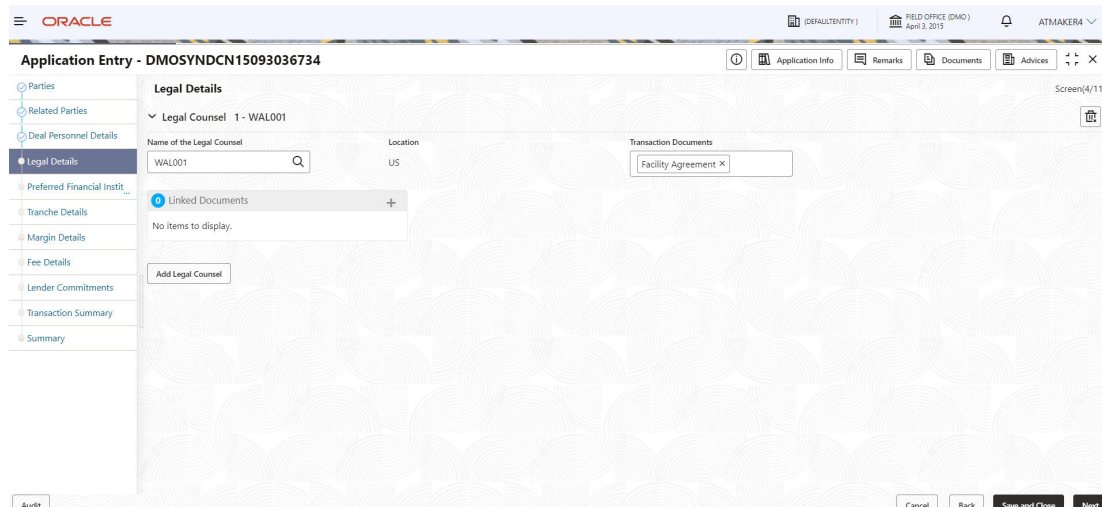 ORACLE
(DEFAULTENTITY )
FIELD OFFICE (DMO )
April 3, 2015
ATMAKER4
Application Entry - DMOSYNDCN15093036734
Application Info
Remarks
Documents
Advices
Parties
Related Parties
Deal Personnel Details
Legal Details
Preferred Financial Instit
...
Tranche Details
Margin Details
Fee Details
Lender Commitments
Transaction Summary
Summary
Legal Details
Screen(4/11
Legal Counsel 1 - WAL001
Name of the Legal Counsel
Location
Transaction Documents
WAL001
US
Facility Agreement ×
0 Linked Documents
No items to display.
Add Legal Counsel
Audit
Cancel
Back
Save and Close
Next